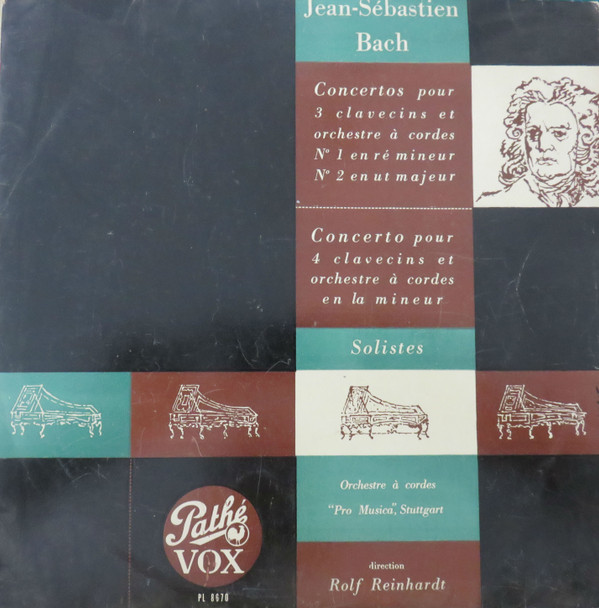 Jean-Sébastien
Bach
Concertos pour
3 clavecins et
orchestre à cordes
Nº 1 en ré mineur
Nº 2 en ut majeur
Concerto pour
4 clavecins et
orchestre à cordes
en la mineur
Solistes
Orchestre à cordes
"Pro Musica", Stuttgart
direction
Rolf Reinhardt
Pathé
VOX
PL 8670